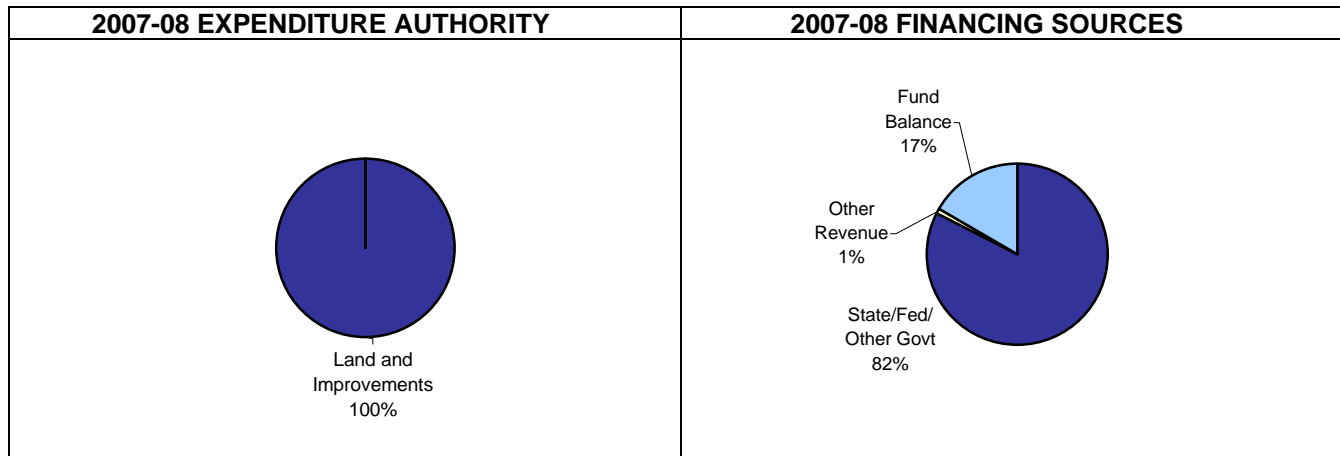 2007-08 EXPENDITURE AUTHORITY
Land and
Improvements
100%
2007-08 FINANCING SOURCES
Fund
Balance
17%
Other
Revenue
1%
State/Fed/
Other Govt
82%